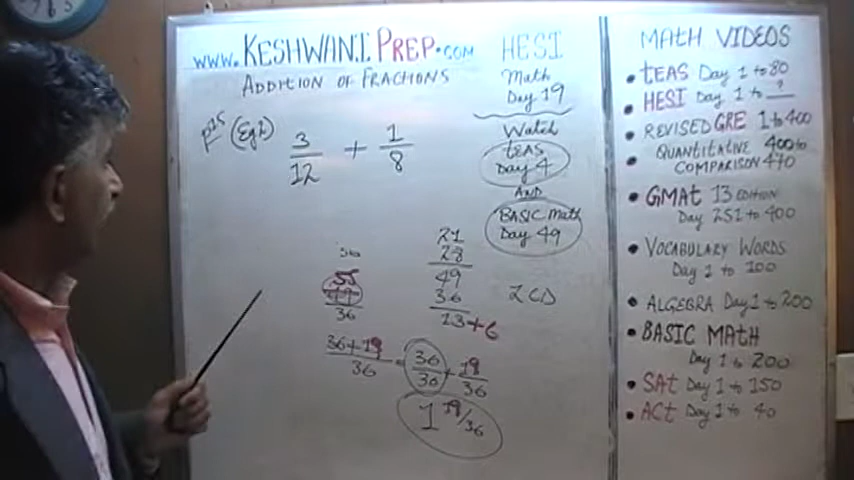 www.KESHWANIPREP.com
ADDITION OF FRACTIONS
P25 (Eg2)
3/12 + 1/8
21
28
49
36
13+6
36
55
49
36
36+19
36
= 36/36 + 19/36
1 19/36
LCD
HESI
Math
Day 19
Watch
tEAS
Day 4
AND
BASIC Math
Day 49
MATH VIDEOS
• tEAS Day 1 to 80
• HESI Day 1 to ?
• REVISED GRE 1 to 400
• QUANTITATIVE 400 to
COMPARISON 470
• GMAt 13 EDITION
Day 251 to 400
• VOCABULARY WORDS
Day 1 to 100
• ALGEBRA Day 1 to 200
• BASIC MATH
Day 1 to 200
• SAt Day 1 to 150
• ACt Day 1 to 40